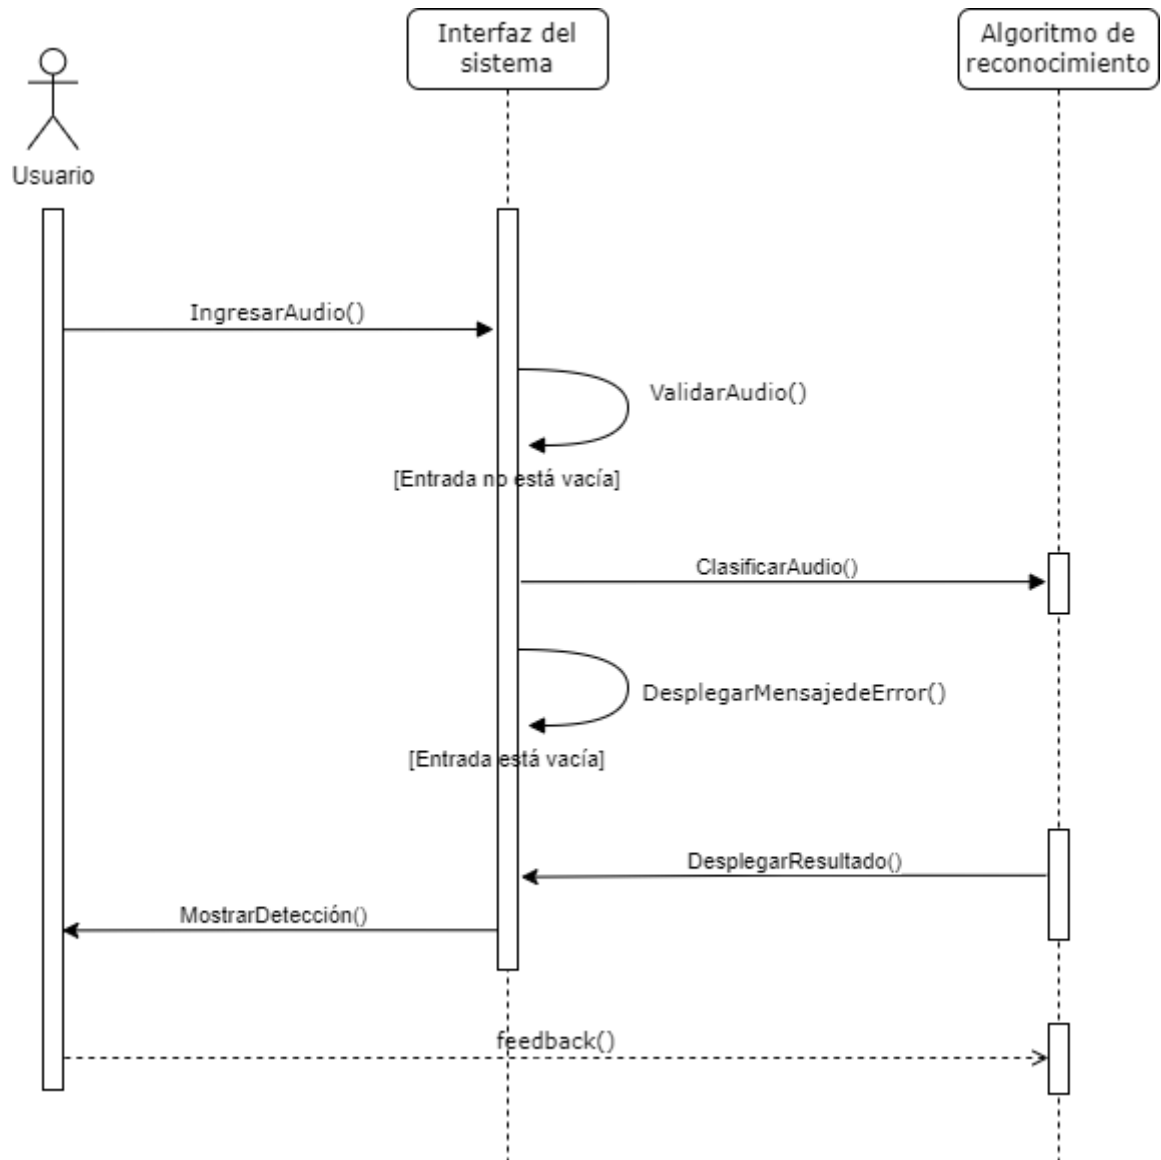 Interfaz del
sistema
Algoritmo de
reconocimiento
Usuario
IngresarAudio()
ValidarAudio()
[Entrada no está vacía]
ClasificarAudio()
DesplegarMensajedeError()
[Entrada está vacía]
DesplegarResultado()
MostrarDetección()
feedback()